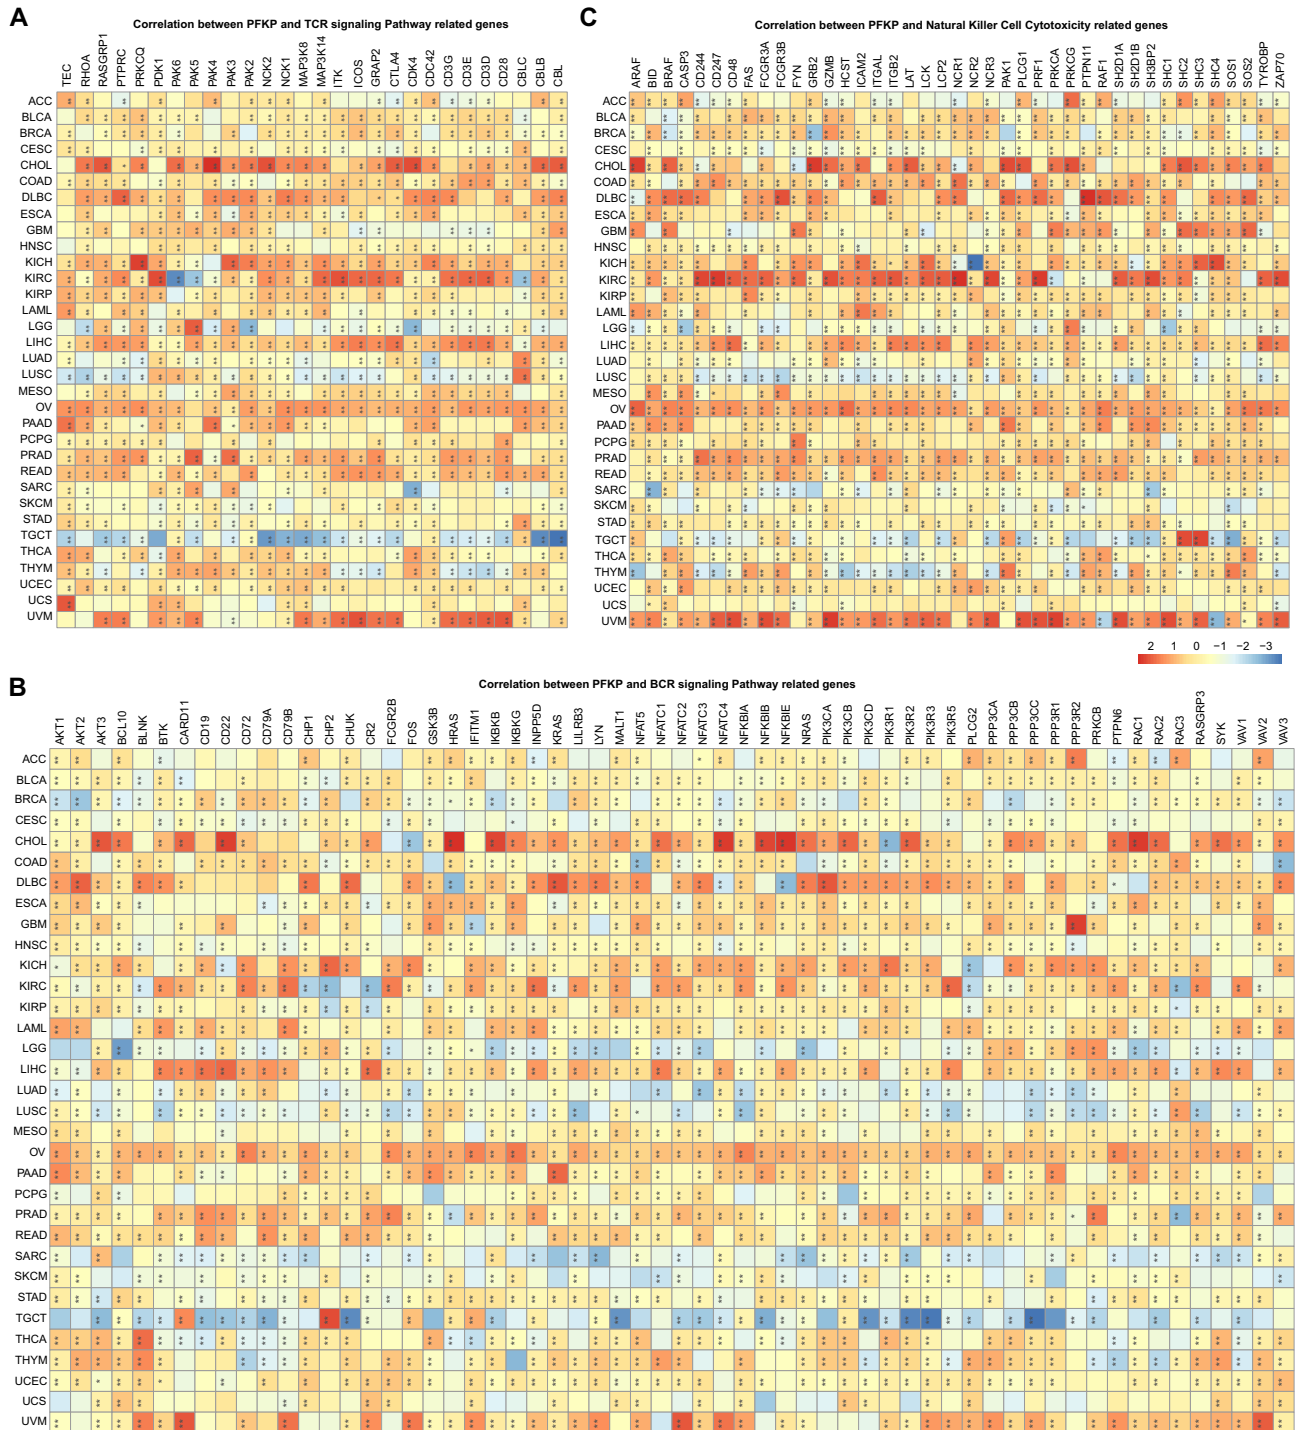 A
Correlation between PFKP and TCR signaling Pathway related genes
TEC RHOA RASGRP1 PTPRC PRKCQ PDK1 PAK6 PAK5 PAK4 PAK3 PAK2 NCK2 NCK1 MAP3K8 MAP3K14 ITK ICOS GRAP2 CTLA4 CDK4 CDC42 CD3G CD3E CD3D CD28 CBLC CBLB CBL
ACC
BLCA
BRCA
CESC
CHOL
COAD
DLBC
ESCA
GBM
HNSC
KICH
KIRC
KIRP
LAML
LGG
LIHC
LUAD
LUSC
MESO
OV
PAAD
PCPG
PRAD
READ
SARC
SKCM
STAD
TGCT
THCA
THYM
UCEC
UCS
UVM
C
Correlation between PFKP and Natural Killer Cell Cytotoxicity related genes
ARAF BID BRAF CASP3 CD244 CD247 CD48 FAS FCGR3A FCGR3B FYN GRB2 GZMB HCST ICAM2 ITGAL ITGB2 LAT LCK LCP2 NCR1 NCR2 NCR3 PAK1 PLCG1 PRF1 PRKCA PRKCG PTPN11 RAF1 SH2D1A SH2D1B SH3BP2 SHC1 SHC2 SHC3 SHC4 SOS1 SOS2 TYROBP ZAP70
ACC
BLCA
BRCA
CESC
CHOL
COAD
DLBC
ESCA
GBM
HNSC
KICH
KIRC
KIRP
LAML
LGG
LIHC
LUAD
LUSC
MESO
OV
PAAD
PCPG
PRAD
READ
SARC
SKCM
STAD
TGCT
THCA
THYM
UCEC
UCS
UVM
2 1 0 −1 −2 −3
B
Correlation between PFKP and BCR signaling Pathway related genes
AKT1 AKT2 AKT3 BCL10 BLNK BTK CARD11 CD19 CD22 CD72 CD79A CD79B CHP1 CHP2 CHUK CR2 FCGR2B FOS GSK3B HRAS IFITM1 IKBKB IKBKG INPP5D KRAS LILRB3 LYN MALT1 NFAT5 NFATC1 NFATC2 NFATC3 NFATC4 NFKBIA NFKBIB NFKBIE NRAS PIK3CA PIK3CB PIK3CD PIK3R1 PIK3R2 PIK3R3 PIK3R5 PLCG2 PPP3CA PPP3CB PPP3CC PPP3R1 PPP3R2 PRKCB PTPN6 RAC1 RAC2 RAC3 RASGRP3 SYK VAV1 VAV2 VAV3
ACC
BLCA
BRCA
CESC
CHOL
COAD
DLBC
ESCA
GBM
HNSC
KICH
KIRC
KIRP
LAML
LGG
LIHC
LUAD
LUSC
MESO
OV
PAAD
PCPG
PRAD
READ
SARC
SKCM
STAD
TGCT
THCA
THYM
UCEC
UCS
UVM